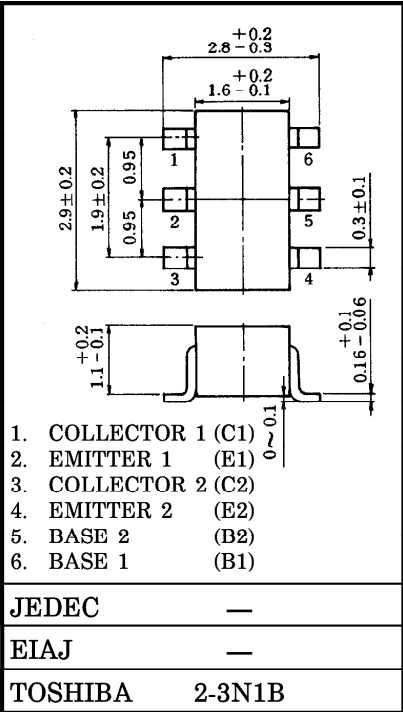 +0.2
2.8 - 0.3
+0.2
1.6 - 0.1
1 6
2 5
3 4
2.9 ± 0.2
1.9 ± 0.2
0.95
0.95
0.3 ± 0.1
+0.2
1.1 - 0.1
+0.1
0.16 - 0.06
0 ~ 0.1
1. COLLECTOR 1 (C1)
2. EMITTER 1 (E1)
3. COLLECTOR 2 (C2)
4. EMITTER 2 (E2)
5. BASE 2 (B2)
6. BASE 1 (B1)
JEDEC —
EIAJ —
TOSHIBA 2-3N1B